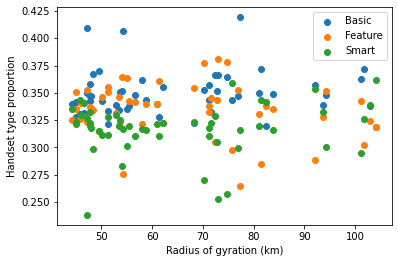 0.425
0.400
0.375
0.350
0.325
0.300
0.275
0.250
Handset type proportion
Basic
Feature
Smart
50 60 70 80 90 100
Radius of gyration (km)